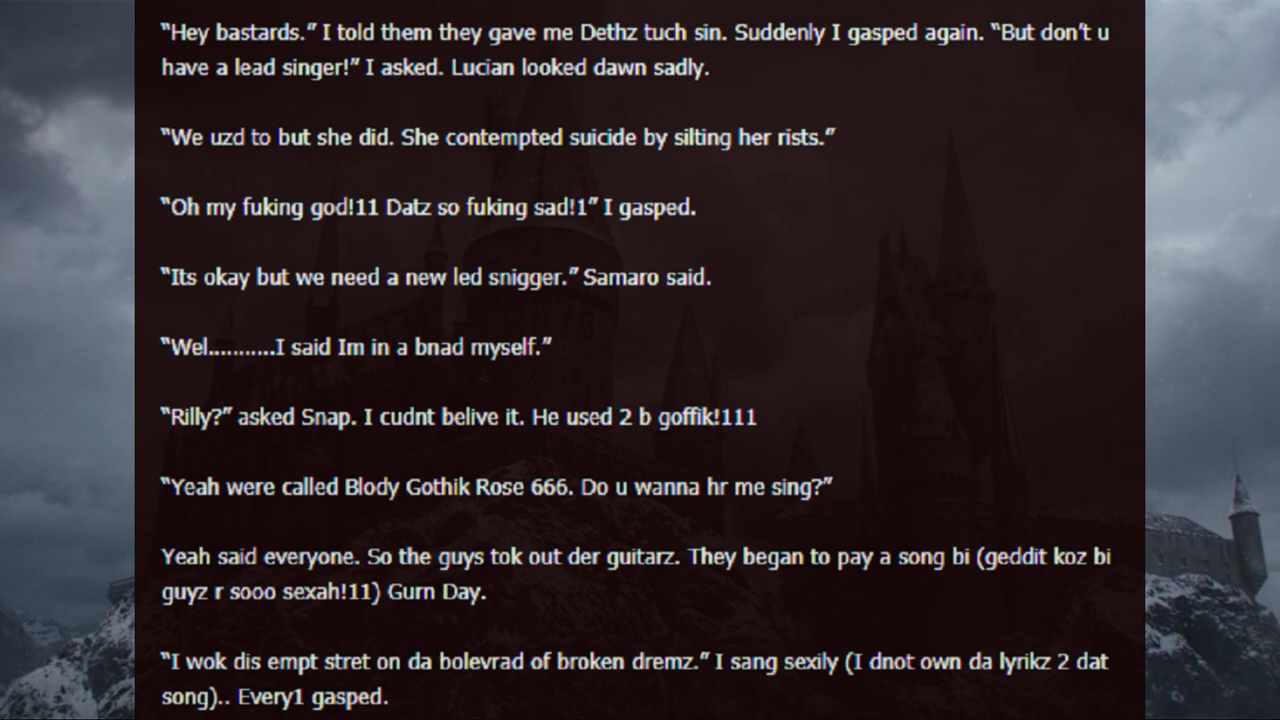 “Hey bastards.” I told them they gave me Dethz tuch sin. Suddenly I gasped again. “But don’t u
have a lead singer!” I asked. Lucian looked dawn sadly.
“We uzd to but she did. She contempted suicide by silting her rists.”
“Oh my fuking god!11 Datz so fuking sad!1” I gasped.
“Its okay but we need a new led snigger.” Samaro said.
“Wel...........I said Im in a bnad myself.”
“Rilly?” asked Snap. I cudnt belive it. He used 2 b goffik!111
“Yeah were called Blody Gothik Rose 666. Do u wanna hr me sing?”
Yeah said everyone. So the guys tok out der guitarz. They began to pay a song bi (geddit koz bi
guyz r sooo sexah!11) Gurn Day.
“I wok dis empt stret on da bolevrad of broken dremz.” I sang sexily (I dnot own da lyrikz 2 dat
song).. Every1 gasped.